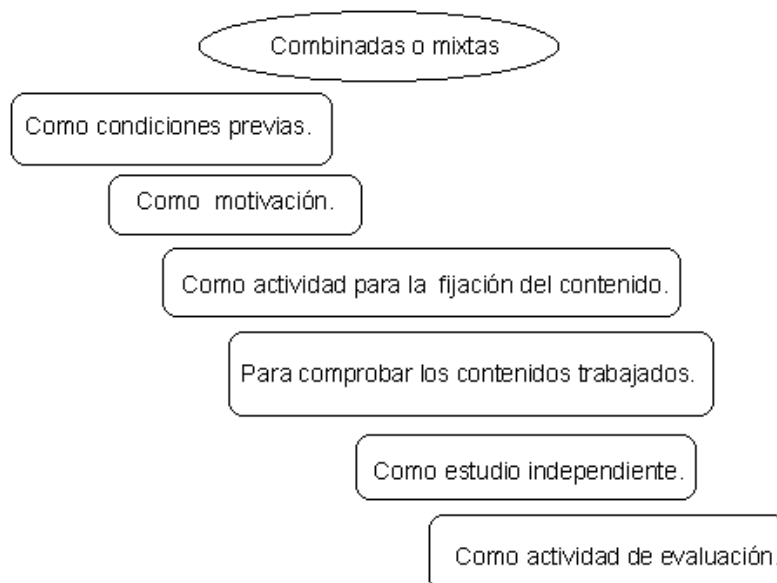 Combinadas o mixtas
Como condiciones previas.
Como motivación.
Como actividad para la fijación del contenido.
Para comprobar los contenidos trabajados.
Como estudio independiente.
Como actividad de evaluación.